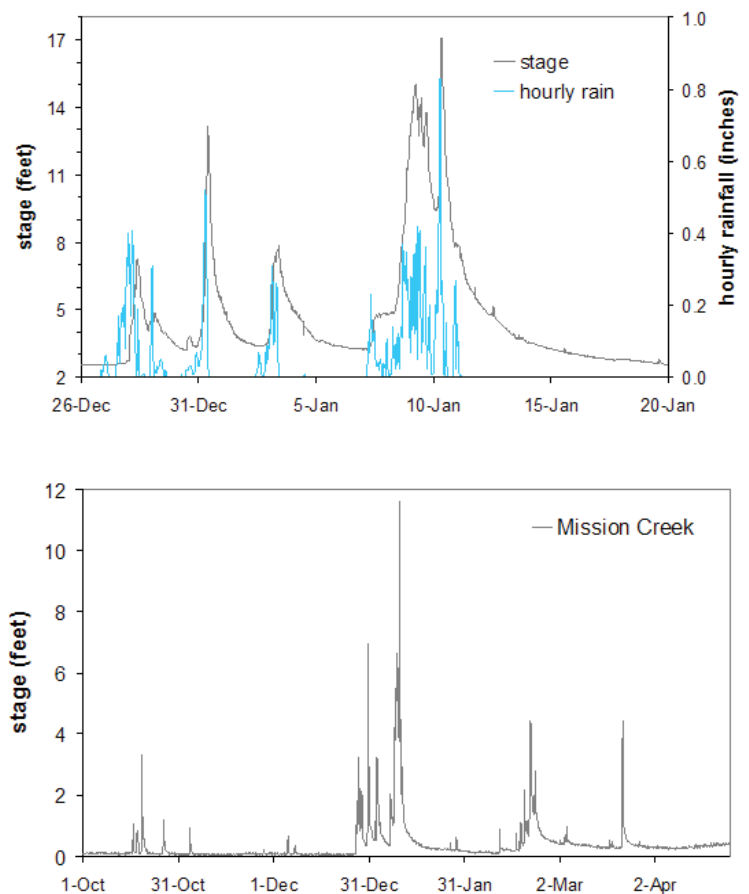 17
14
11
8
5
2
stage (feet)
stage
hourly rain
1.0
0.8
0.6
0.4
0.2
0.0
hourly rainfall (inches)
26-Dec 31-Dec 5-Jan 10-Jan 15-Jan 20-Jan
12
10
8
6
4
2
0
stage (feet)
Mission Creek
1-Oct 31-Oct 1-Dec 31-Dec 31-Jan 2-Mar 2-Apr